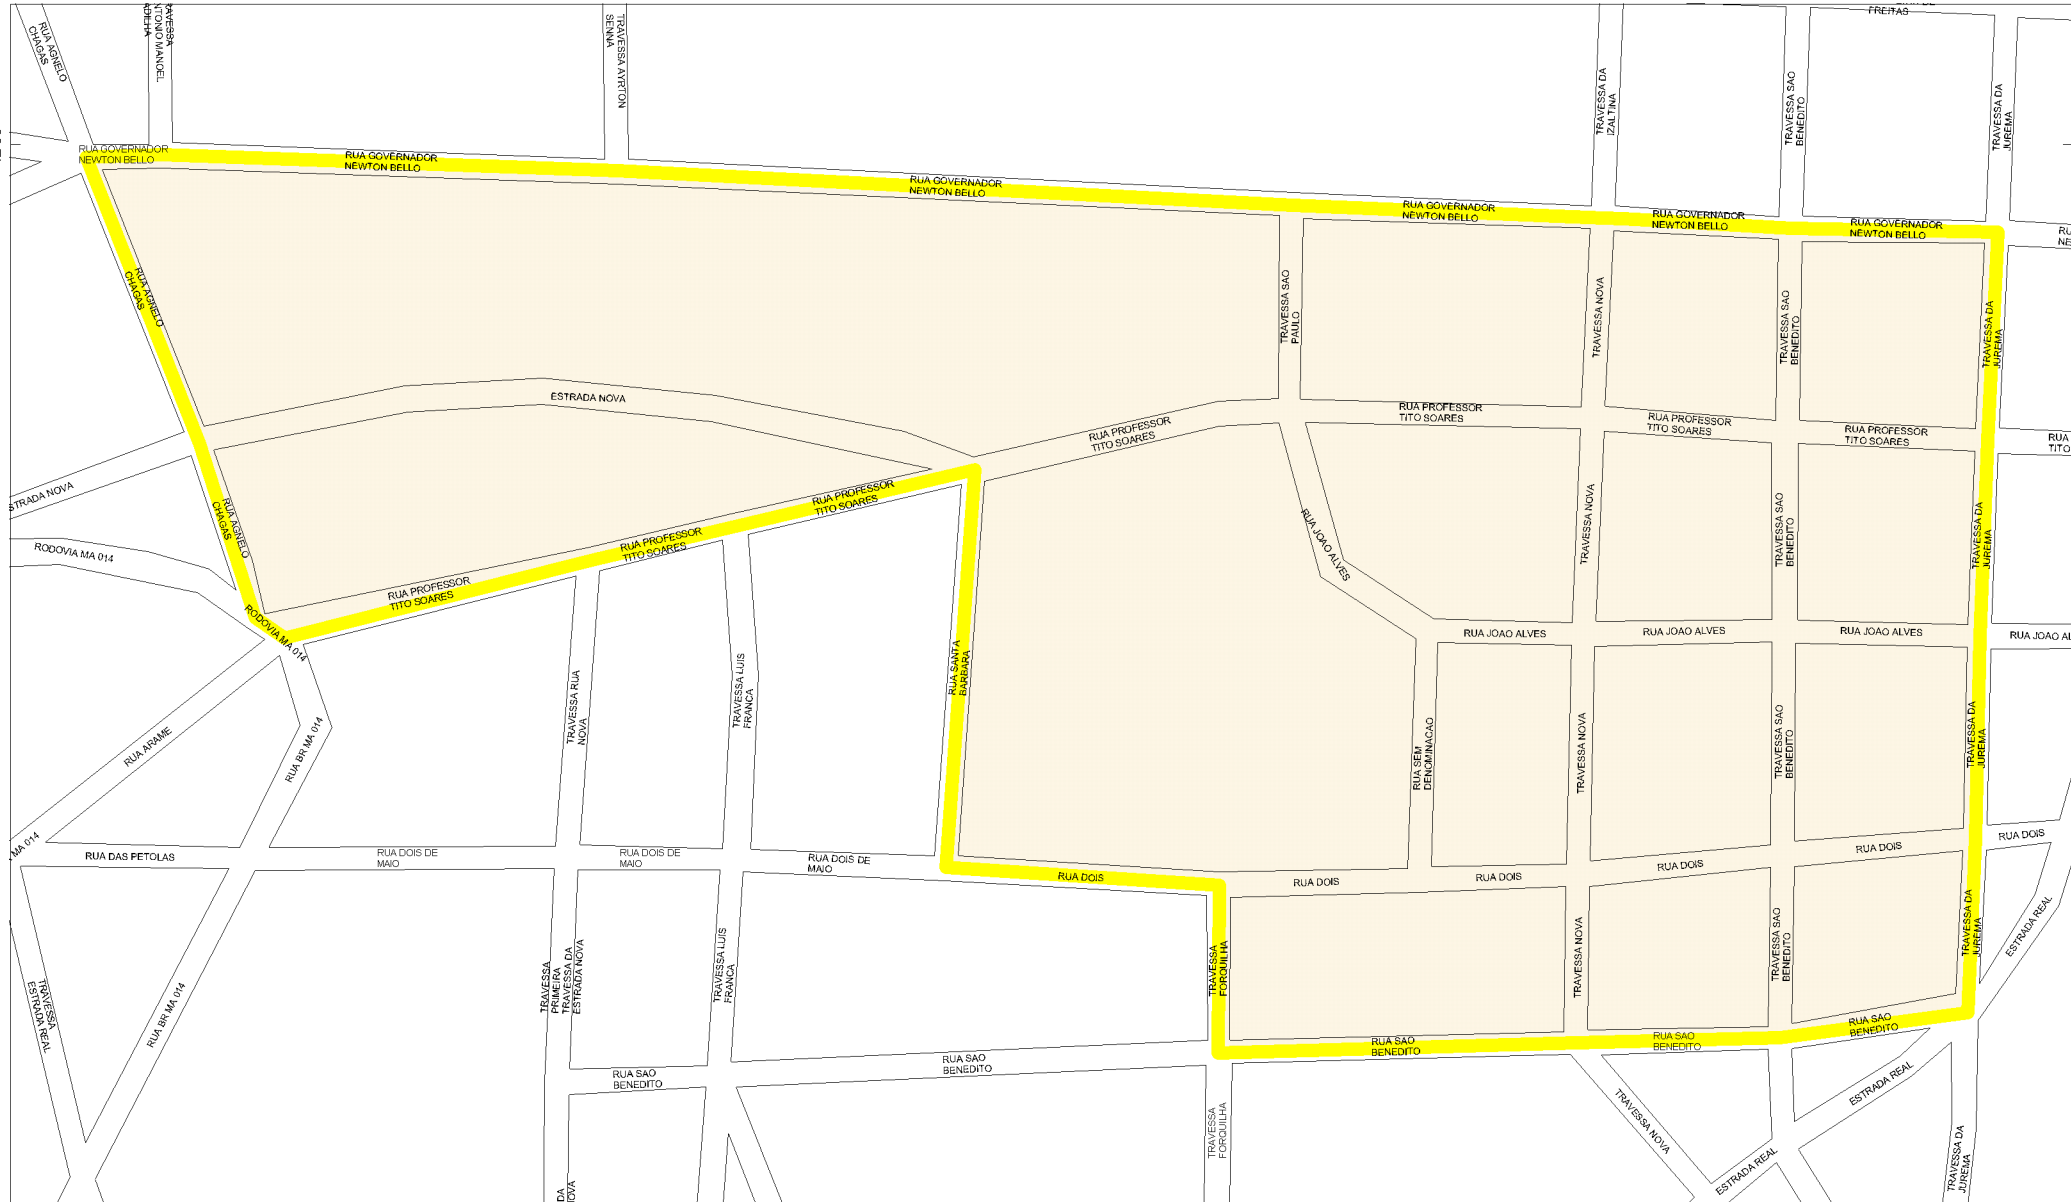 RUA AGNELO
CHAGAS
TRAVESSA AYRTON
SENNA
TRAVESSA DA
IZALTINA
TRAVESSA SAO
BENEDITO
TRAVESSA DA
JUREMA
FREITAS
RUA GOVERNADOR
NEWTON BELLO
RUA GOVERNADOR
NEWTON BELLO
RUA GOVERNADOR
NEWTON BELLO
RUA GOVERNADOR
NEWTON BELLO
RUA GOVERNADOR
NEWTON BELLO
RUA GOVERNADOR
NEWTON BELLO
RUA AGNELO
CHAGAS
TRAVESSA SAO
PAULO
TRAVESSA NOVA
TRAVESSA SAO
BENEDITO
TRAVESSA DA
JUREMA
ESTRADA NOVA
RUA PROFESSOR
TITO SOARES
RUA PROFESSOR
TITO SOARES
RUA PROFESSOR
TITO SOARES
RUA PROFESSOR
TITO SOARES
RUA
TITO
STRADA NOVA
RUA AGNELO
CHAGAS
RUA PROFESSOR
TITO SOARES
RUA PROFESSOR
TITO SOARES
RUA PROFESSOR
TITO SOARES
RUA JOAO ALVES
TRAVESSA NOVA
TRAVESSA SAO
BENEDITO
TRAVESSA DA
JUREMA
RODOVIA MA 014
RODOVIA MA 014
RUA SANTA
BARBARA
RUA JOAO ALVES
RUA JOAO ALVES
RUA JOAO ALVES
RUA JOAO AL
TRAVESSA RUA
NOVA
TRAVESSA LUIS
FRANCA
RUA ARAME
RUA BR MA 014
RUA SEM
DENOMINACAO
TRAVESSA NOVA
TRAVESSA SAO
BENEDITO
TRAVESSA DA
JUREMA
MA 014
RUA DAS PETOLAS
RUA DOIS DE
MAIO
RUA DOIS DE
MAIO
RUA DOIS DE
MAIO
RUA DOIS
RUA DOIS
RUA DOIS
RUA DOIS
RUA DOIS
RUA DOIS
TRAVESSA
ESTRADA REAL
RUA BR MA 014
TRAVESSA
PRIMEIRA
TRAVESSA DA
ESTRADA NOVA
TRAVESSA LUIS
FRANCA
TRAVESSA
FORQUILHA
TRAVESSA NOVA
TRAVESSA SAO
BENEDITO
TRAVESSA DA
JUREMA
ESTRADA REAL
RUA SAO
BENEDITO
RUA SAO
BENEDITO
RUA SAO
BENEDITO
RUA SAO
BENEDITO
RUA SAO
BENEDITO
TRAVESSA
FORQUILHA
TRAVESSA NOVA
ESTRADA REAL
ESTRADA REAL
TRAVESSA DA
JUREMA